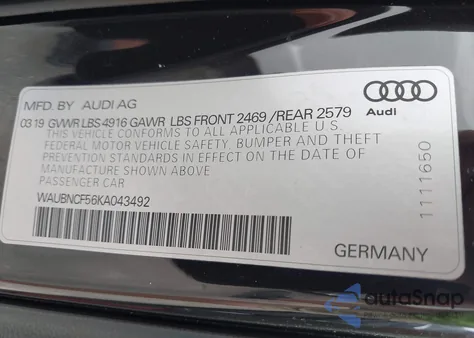 MFD. BY AUDI AG
03 19 GVWR LBS 4916 GAWR LBS FRONT 2469 /REAR 2579
THIS VEHICLE CONFORMS TO ALL APPLICABLE U.S.
FEDERAL MOTOR VEHICLE SAFETY, BUMPER, AND THEFT
PREVENTION STANDARDS IN EFFECT ON THE DATE OF
MANUFACTURE SHOWN ABOVE
PASSENGER CAR
WAUBNCF56KA043492
Audi
1111650
GERMANY
autoSnap